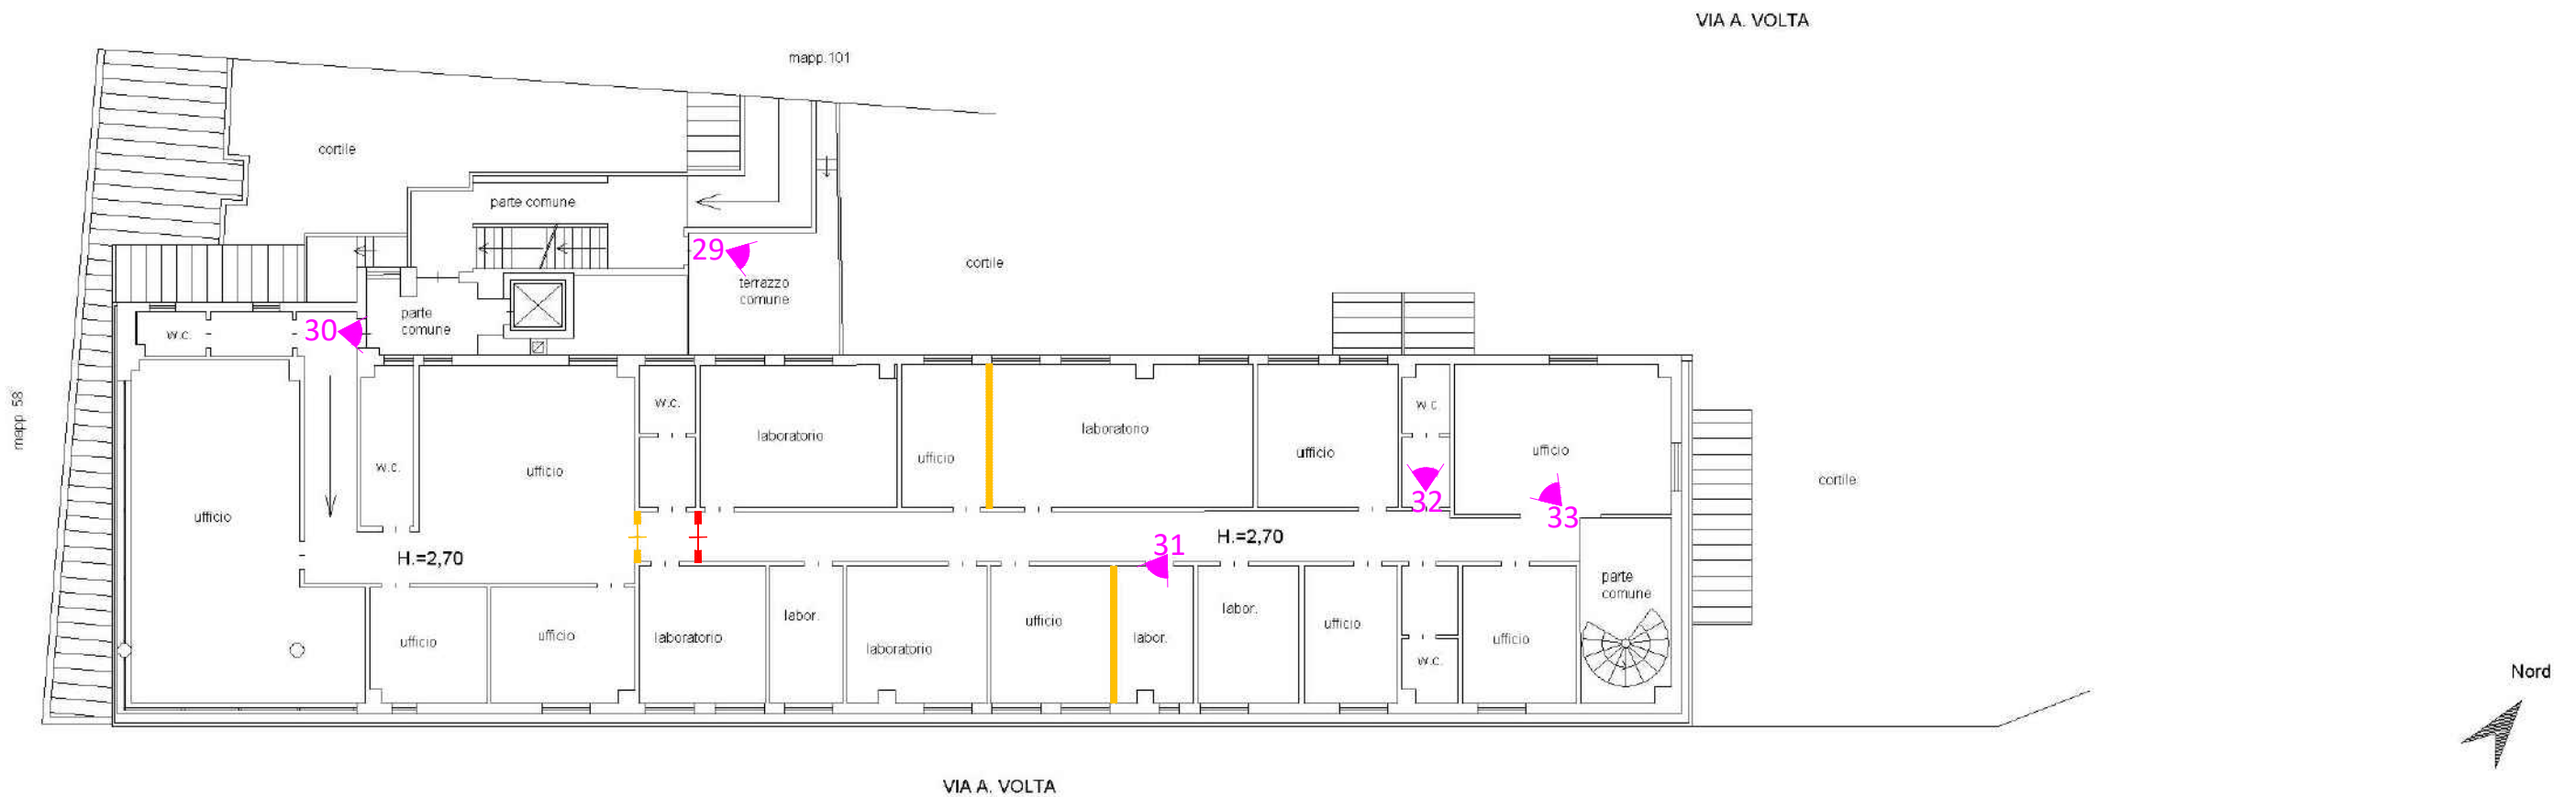 VIA A. VOLTA
mapp.101
cortile
parte comune
29
cortile
terrazzo
comune
30
parte
comune
w.c.
mapp. 58
w.c.
laboratorio
laboratorio
w.c.
ufficio
ufficio
ufficio
w.c.
ufficio
cortile
32
33
ufficio
H.=2,70
31
H.=2,70
parte
comune
labor.
labor.
ufficio
ufficio
laboratorio
ufficio
labor.
ufficio
ufficio
laboratorio
w.c.
Nord
VIA A. VOLTA